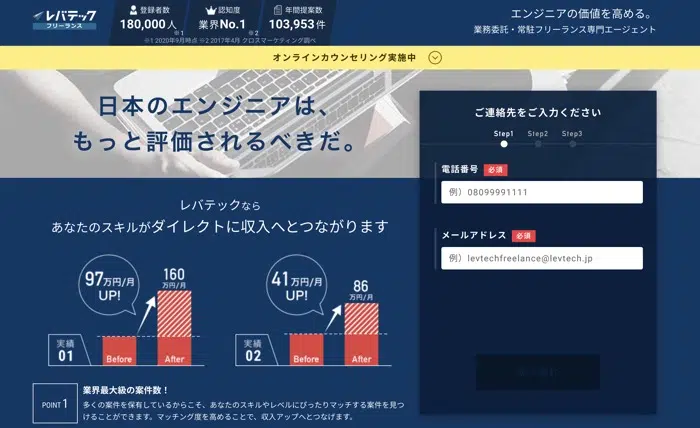 レバテック
フリーランス
登録者数
180,000人
※1
認知度
業界No.1
※2
年間提案数
103,953件
※1:2020年9月時点 ※2:2017年4月 クロスマーケティング調べ
エンジニアの価値を高める。
業務委託・常駐フリーランス専門エージェント
オンラインカウンセリング実施中
日本のエンジニアは、
もっと評価されるべきだ。
レバテックなら
あなたのスキルがダイレクトに収入へとつながります
97万円/月
UP!
160
万円/月
実績
01
Before
After
41万円/月
UP!
86
万円/月
実績
02
Before
After
POINT 1
業界最大級の案件数!
多くの案件を保有しているからこそ、あなたのスキルやレベルにぴったりマッチする案件を見つ
けることができます。マッチング度を高めることで、収入アップへとつなげます。
ご連絡先をご入力ください
Step1
Step2
Step3
電話番号 必須
例）08099991111
メールアドレス 必須
例）levtechfreelance@levtech.jp